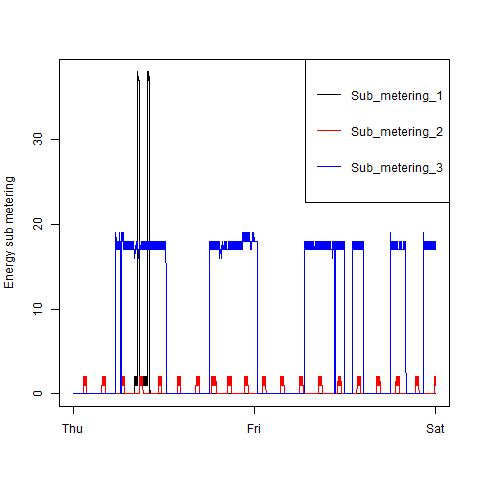 Sub_metering_1
Sub_metering_2
Sub_metering_3
Energy sub metering
30
20
10
0
Thu
Fri
Sat